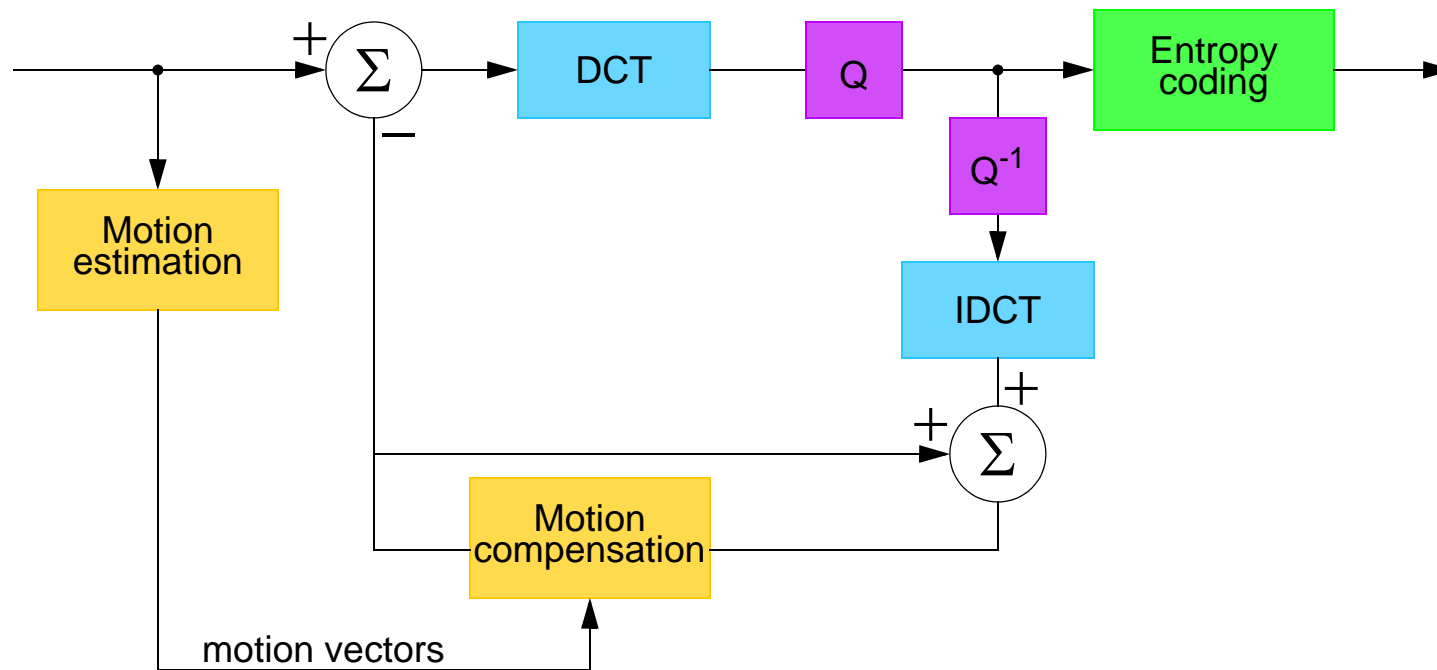 +
Σ
−
DCT
Q
Entropy
coding
Q⁻¹
Motion
estimation
IDCT
+
+
Σ
Motion
compensation
motion vectors